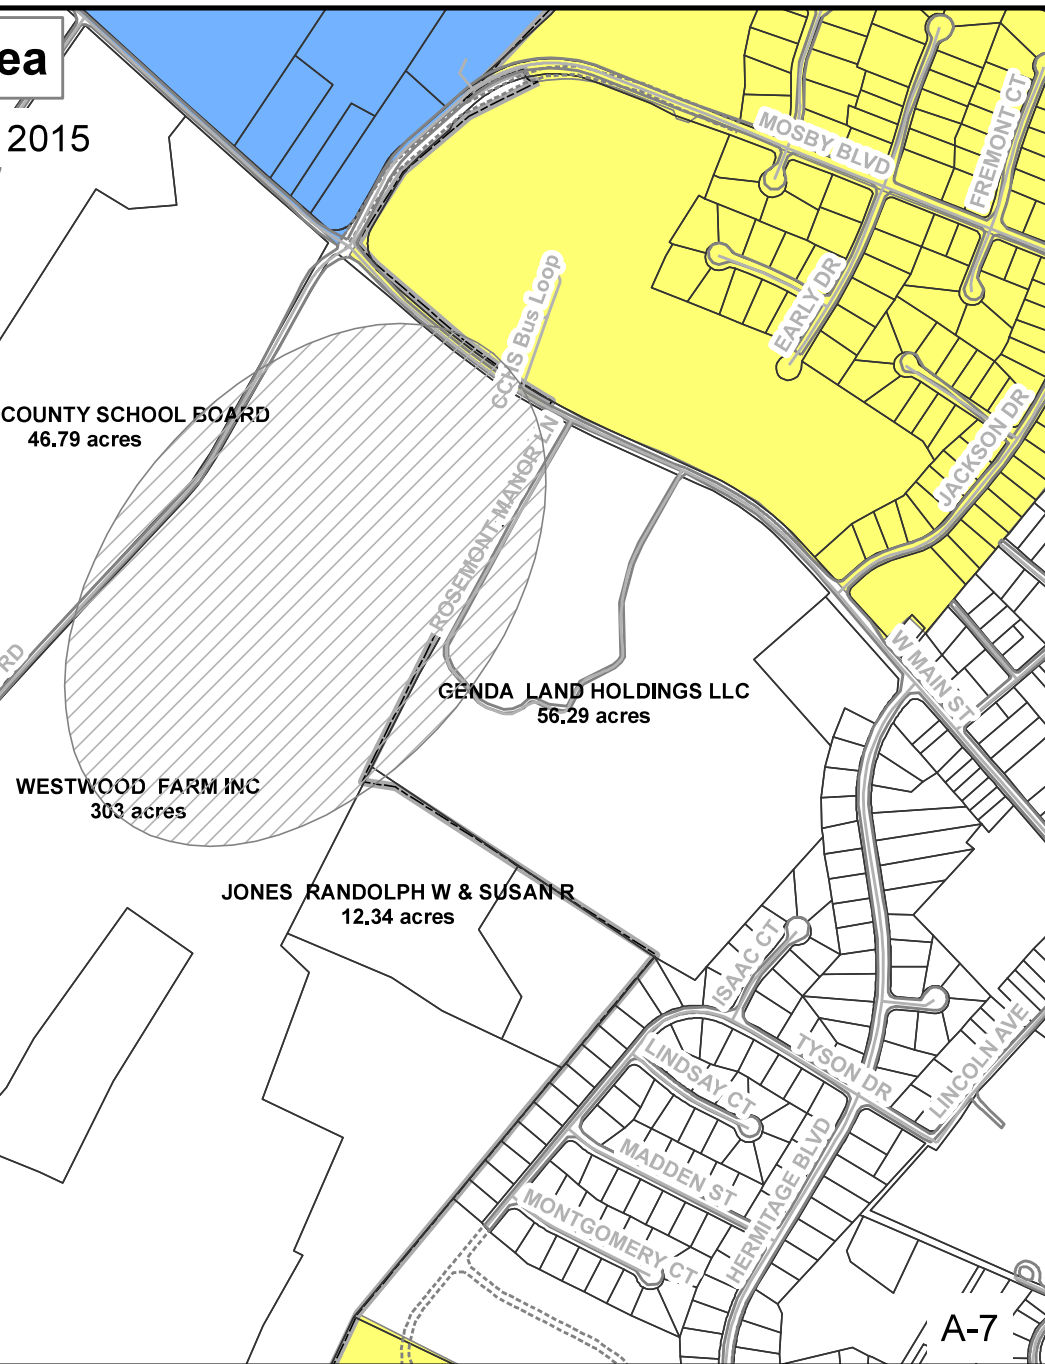 ea
2015
MOSBY BLVD
FREMONT CT
EARLY DR
CCHS Bus Loop
JACKSON DR
COUNTY SCHOOL BOARD
46.79 acres
ROSEMONT MANOR LN
RD
W MAIN ST
GENDA LAND HOLDINGS LLC
56.29 acres
WESTWOOD FARM INC
303 acres
JONES RANDOLPH W & SUSAN R
12.34 acres
ISAAC CT
LINDSAY CT
TYSON DR
LINCOLN AVE
MADDEN ST
HERMITAGE BLVD
MONTGOMERY CT
A-7